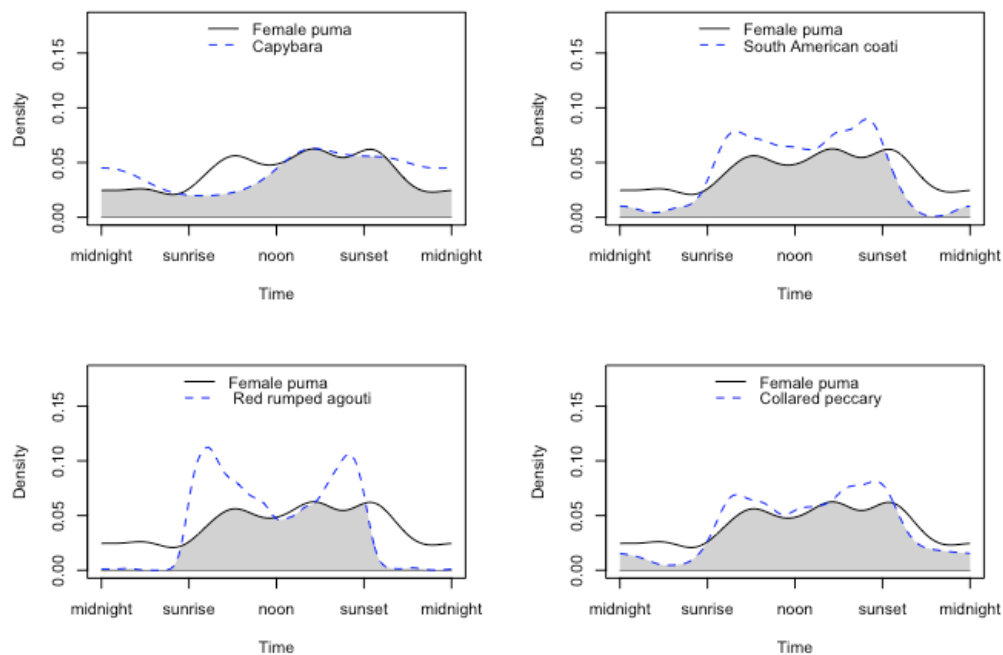 Female puma
Capybara
Density
0.00 0.05 0.10 0.15
midnight sunrise noon sunset midnight
Time
Female puma
South American coati
Density
0.00 0.05 0.10 0.15
midnight sunrise noon sunset midnight
Time
Female puma
Red rumped agouti
Density
0.00 0.05 0.10 0.15
midnight sunrise noon sunset midnight
Time
Female puma
Collared peccary
Density
0.00 0.05 0.10 0.15
midnight sunrise noon sunset midnight
Time